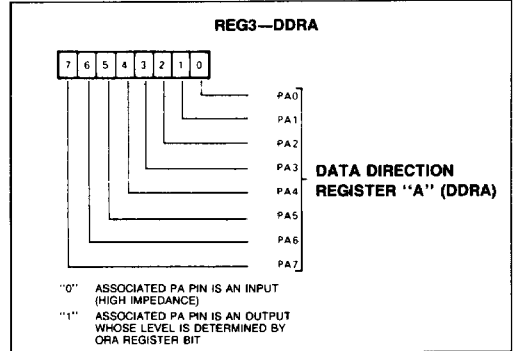 REG3—DDRA
7 6 5 4 3 2 1 0
PA0
PA1
PA2
PA3
PA4
PA5
PA6
PA7
DATA DIRECTION
REGISTER "A" (DDRA)
"0" ASSOCIATED PA PIN IS AN INPUT
(HIGH IMPEDANCE)
"1" ASSOCIATED PA PIN IS AN OUTPUT
WHOSE LEVEL IS DETERMINED BY
ORA REGISTER BIT